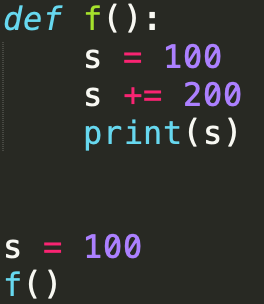 def f():
    s = 100
    s += 200
    print(s)


s = 100
f()